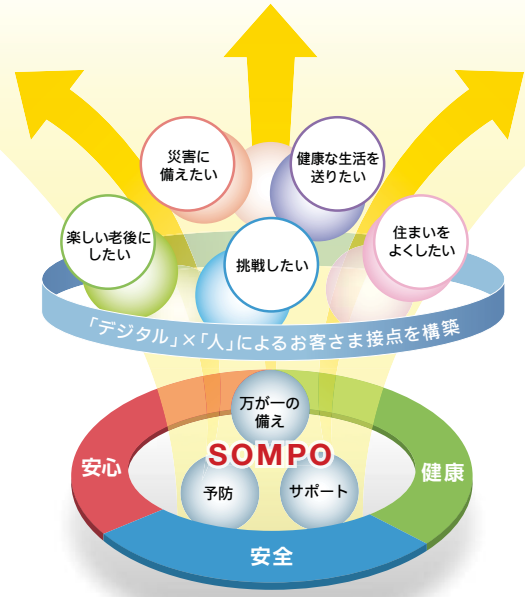 災害に
備えたい
健康な生活を
送りたい
楽しい老後に
したい
挑戦したい
住まいを
よくしたい
「デジタル」×「人」によるお客さま接点を構築
万が一の
備え
安心
SOMPO
健康
予防
サポート
安全